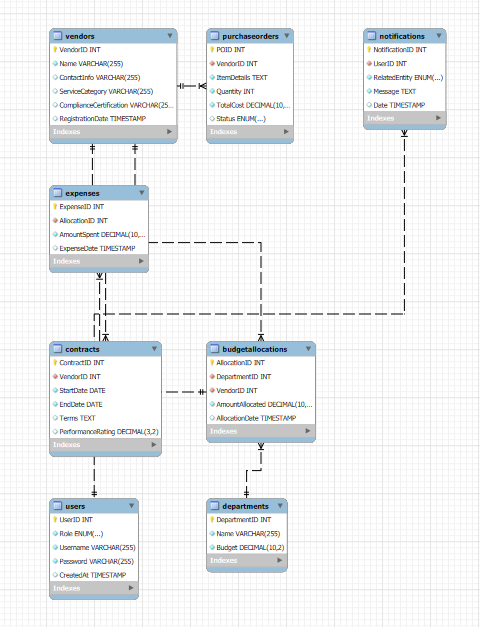 vendors
VendorID INT
Name VARCHAR(255)
ContactInfo VARCHAR(255)
ServiceCategory VARCHAR(255)
ComplianceCertification VARCHAR(25...
RegistrationDate TIMESTAMP
Indexes
purchaseorders
POID INT
VendorID INT
ItemDetails TEXT
Quantity INT
TotalCost DECIMAL(10,...
Status ENUM(...)
Indexes
notifications
NotificationID INT
UserID INT
RelatedEntity ENUM(...)
Message TEXT
Date TIMESTAMP
Indexes
expenses
ExpenseID INT
AllocationID INT
AmountSpent DECIMAL(10,...
ExpenseDate TIMESTAMP
Indexes
contracts
ContractID INT
VendorID INT
StartDate DATE
EndDate DATE
Terms TEXT
PerformanceRating DECIMAL(3,2)
Indexes
budgetallocations
AllocationID INT
DepartmentID INT
VendorID INT
AmountAllocated DECIMAL(10,...
AllocationDate TIMESTAMP
Indexes
users
UserID INT
Role ENUM(...)
Username VARCHAR(255)
Password VARCHAR(255)
CreatedAt TIMESTAMP
Indexes
departments
DepartmentID INT
Name VARCHAR(255)
Budget DECIMAL(10,2)
Indexes